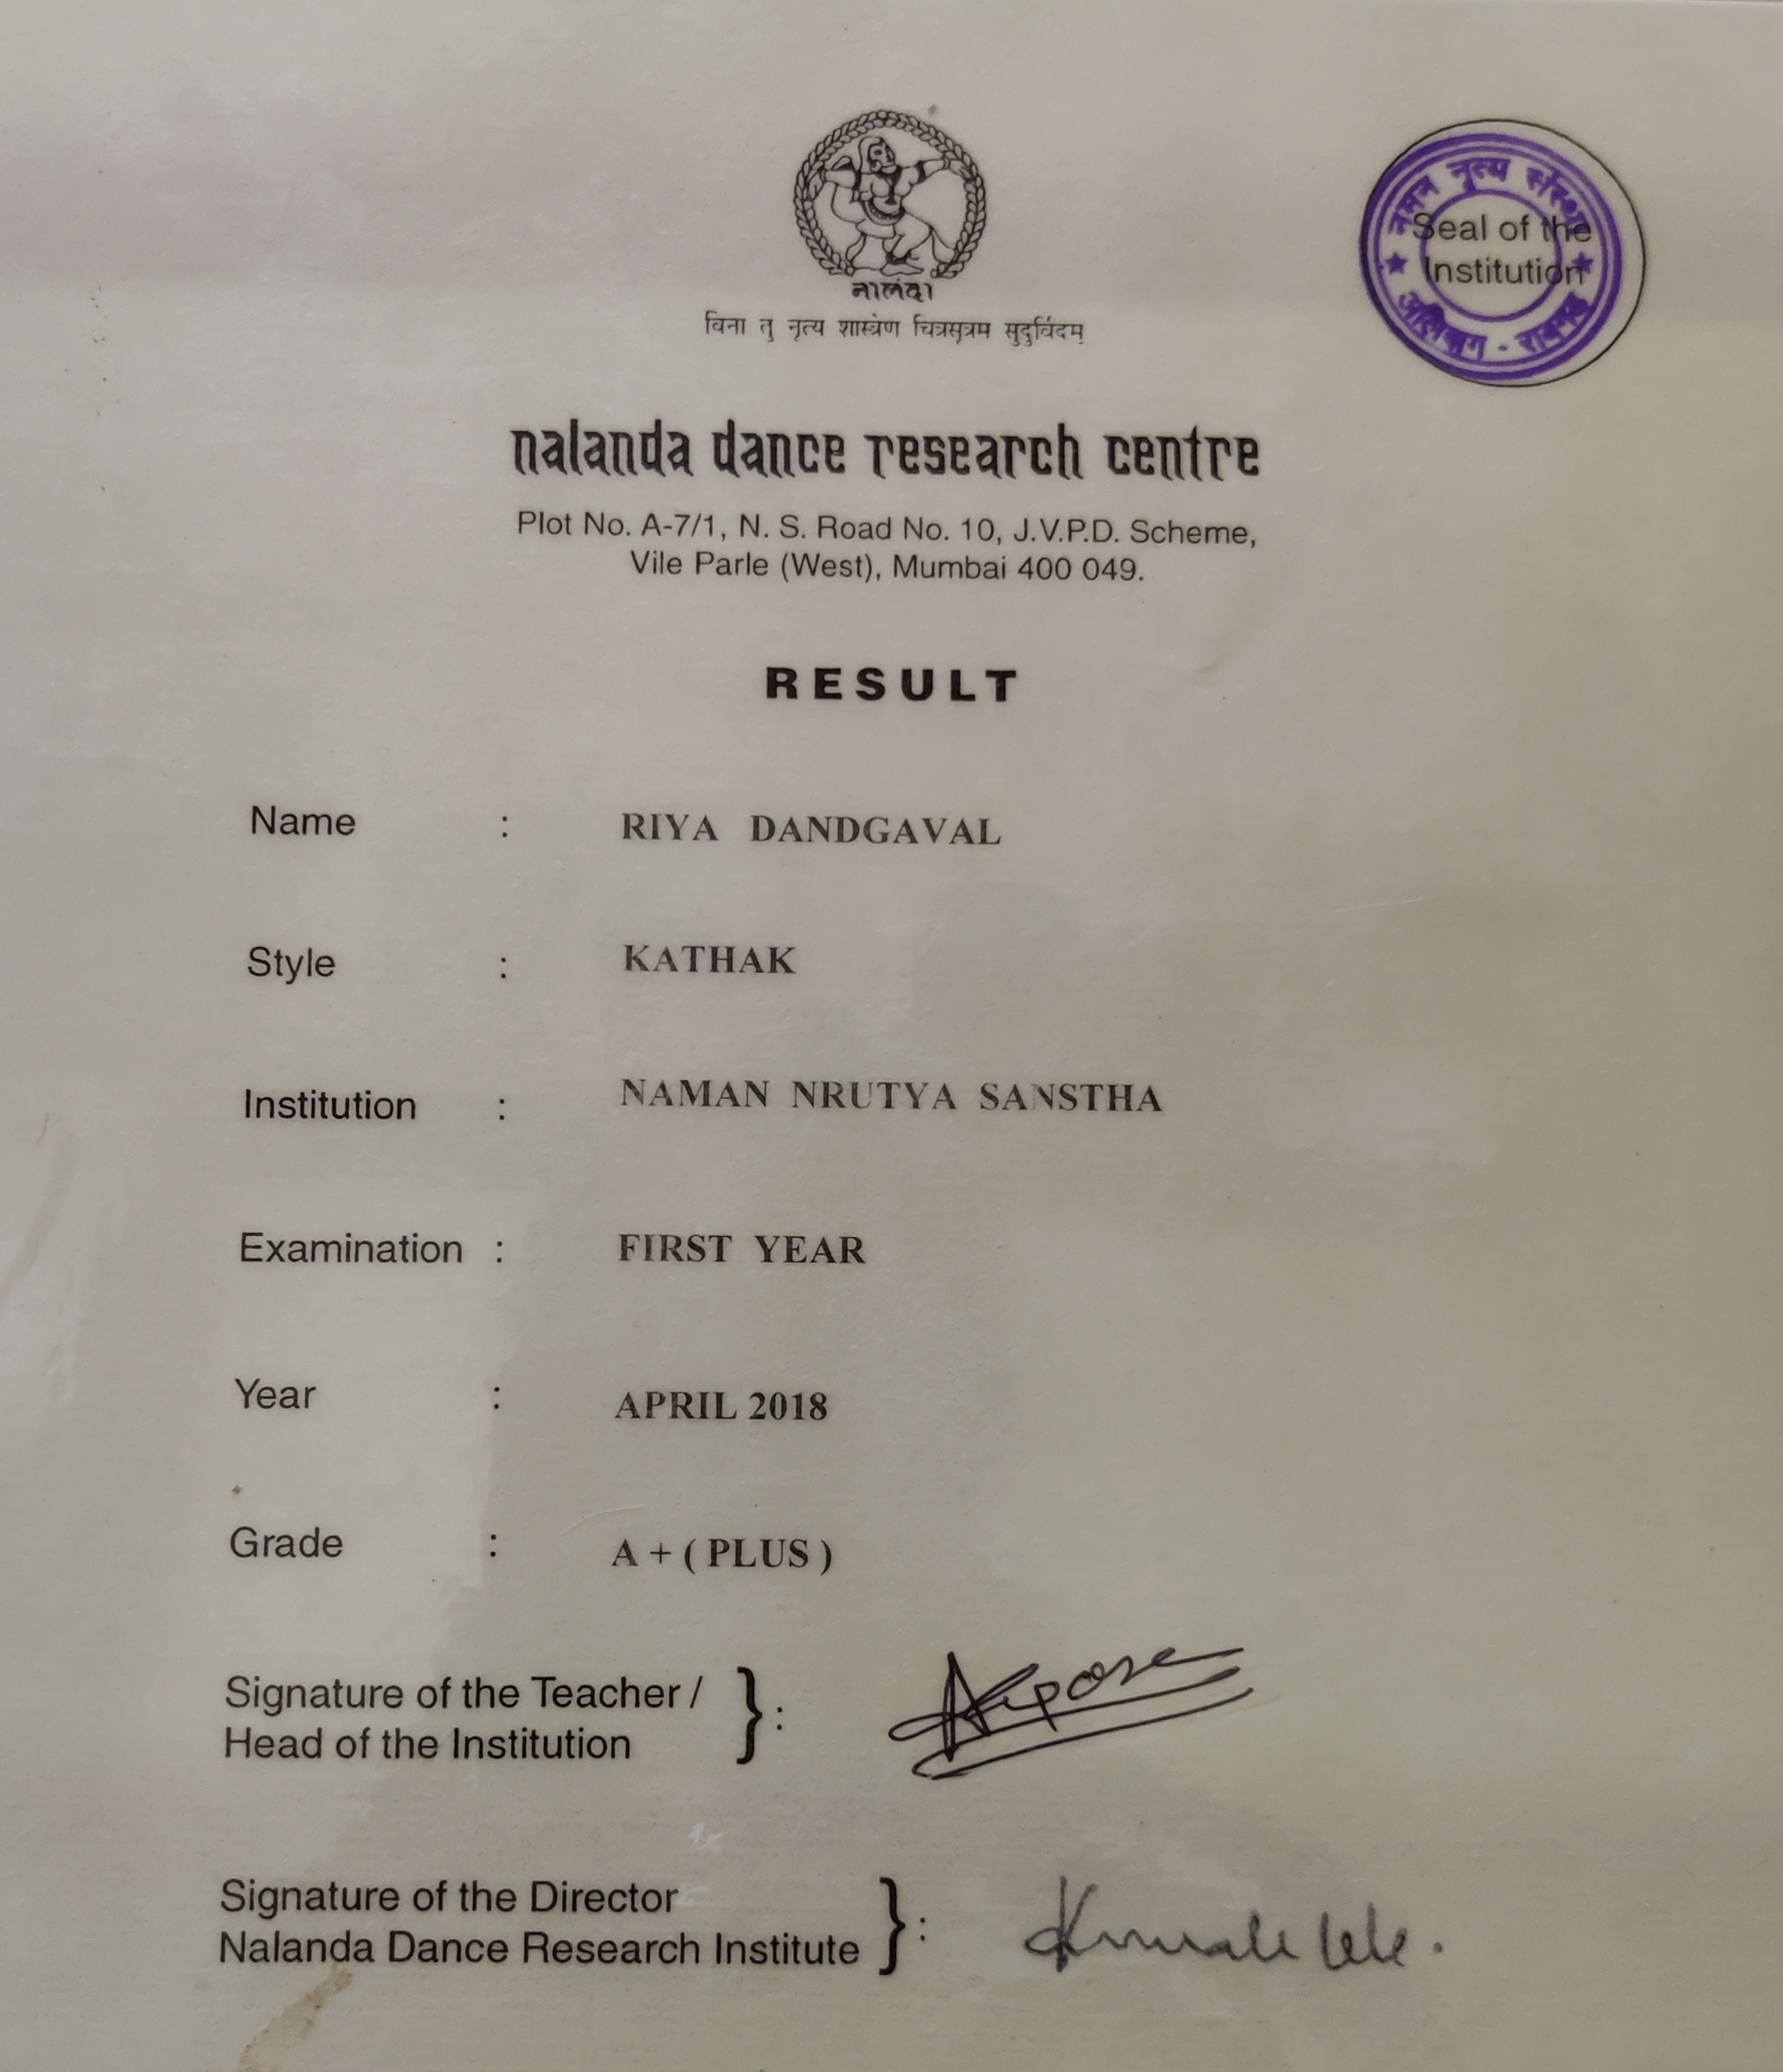 नालंदा
विना तु नृत्य शास्त्रेण चित्रसूत्रम सुदुर्विदम्
नमन नृत्य संस्था
Seal of the
Institution
अलिबाग - रायगड
nalanda dance research centre
Plot No. A-7/1, N. S. Road No. 10, J.V.P.D. Scheme,
Vile Parle (West), Mumbai 400 049.
RESULT
Name : RIYA DANDGAVAL
Style : KATHAK
Institution : NAMAN NRUTYA SANSTHA
Examination : FIRST YEAR
Year : APRIL 2018
Grade : A + ( PLUS )
Signature of the Teacher /
Head of the Institution } :
Signature of the Director
Nalanda Dance Research Institute } :